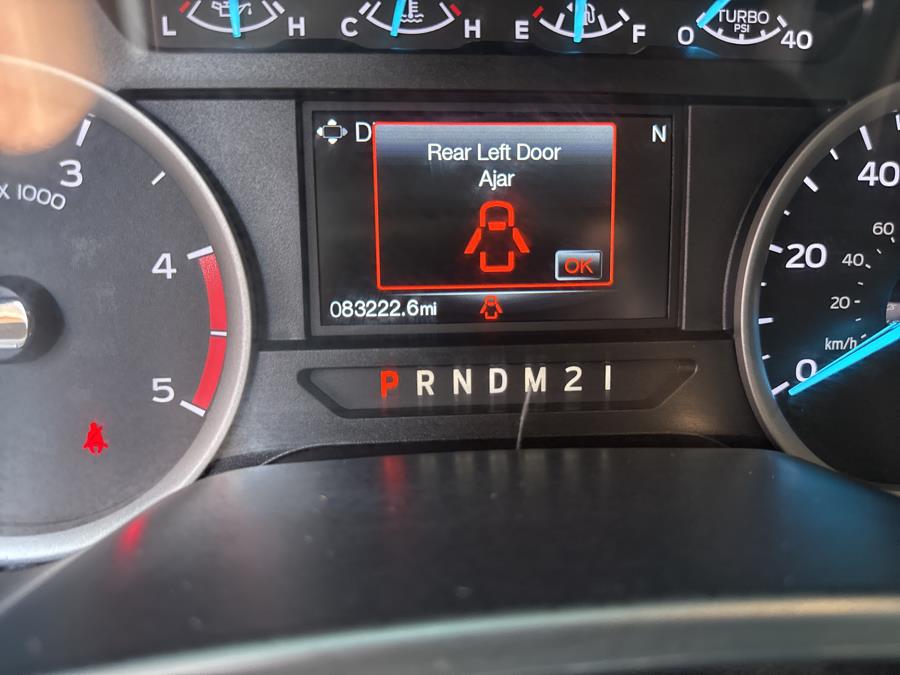 L H
C H
E F
0 TURBO 40
PSI
3
X 1000
4
5
D
N
Rear Left Door
Ajar
OK
083222.6mi
P R N D M 2 1
40
20
0
60
40
20
km/h